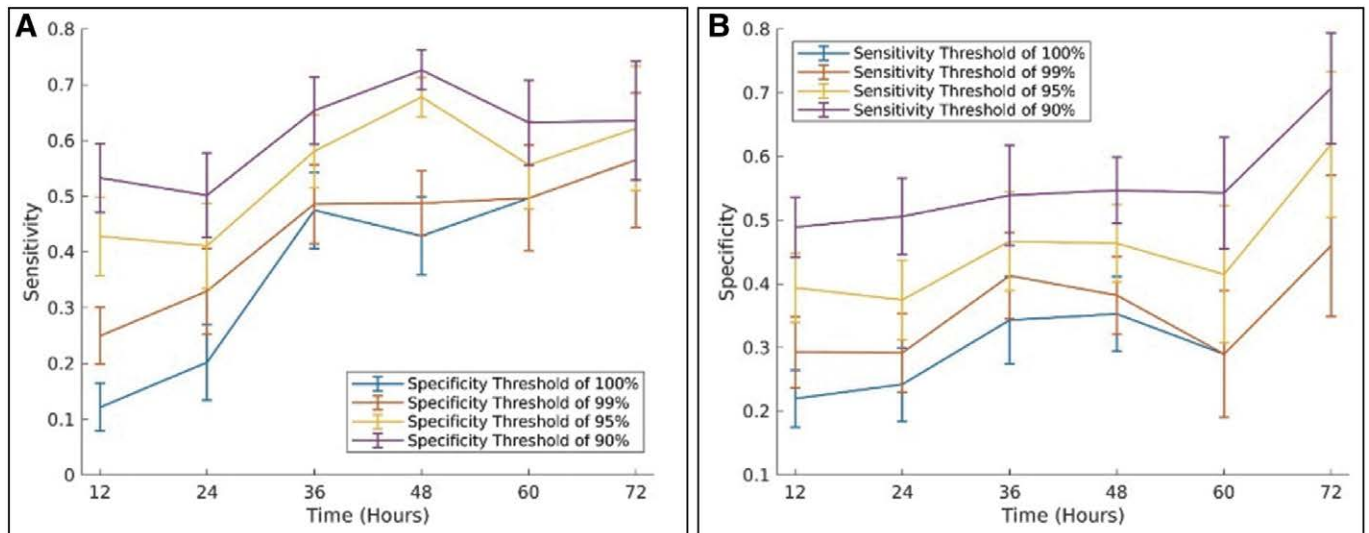 A
0.8
0.7
0.6
0.5
0.4
0.3
0.2
0.1
0
Sensitivity
Specificity Threshold of 100%
Specificity Threshold of 99%
Specificity Threshold of 95%
Specificity Threshold of 90%
12 24 36 48 60 72
Time (Hours)
B
0.8
0.7
0.6
0.5
0.4
0.3
0.2
0.1
Specificity
Sensitivity Threshold of 100%
Sensitivity Threshold of 99%
Sensitivity Threshold of 95%
Sensitivity Threshold of 90%
12 24 36 48 60 72
Time (Hours)